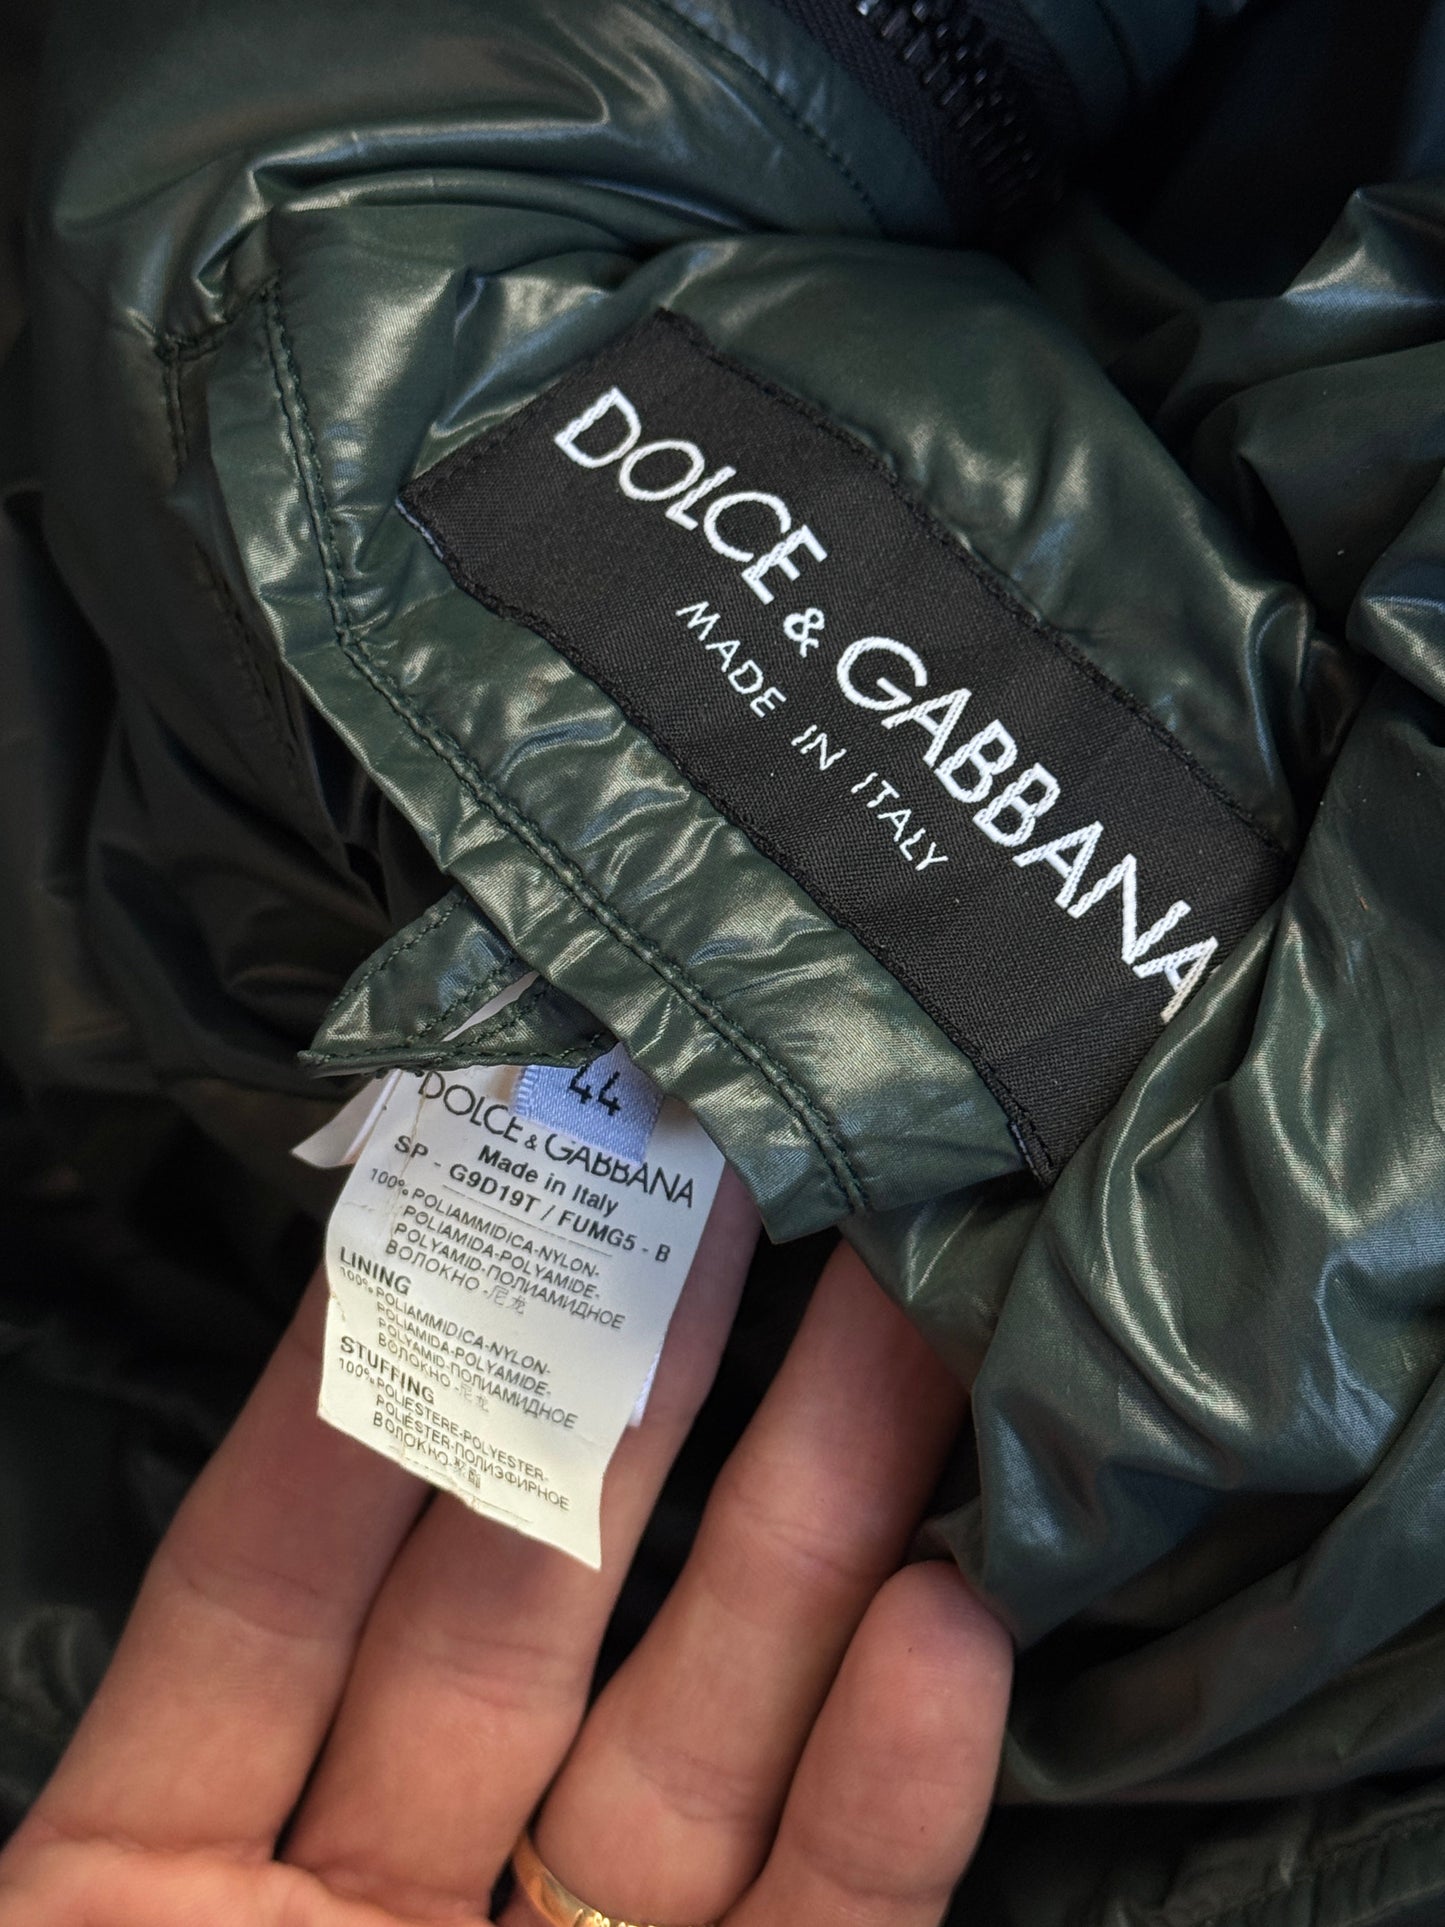 DOLCE & GABBANA
MADE IN ITALY
44
DOLCE & GABBANA
Made in Italy
SP - G9D19T / FUMG5 - B
100% POLIAMMIDICA-NYLON-
POLIAMIDA-POLYAMIDE-
POLYAMID-ПОЛИАМИДНОЕ
ВОЛОКНО -尼龙
LINING
100% POLIAMMIDICA-NYLON-
POLIAMIDA-POLYAMIDE-
POLYAMID-ПОЛИАМИДНОЕ
ВОЛОКНО -尼龙
STUFFING
100% POLIESTERE-POLYESTER-
POLIÉSTER-ПОЛИЭФИРНОЕ
ВОЛОКНО-聚酯